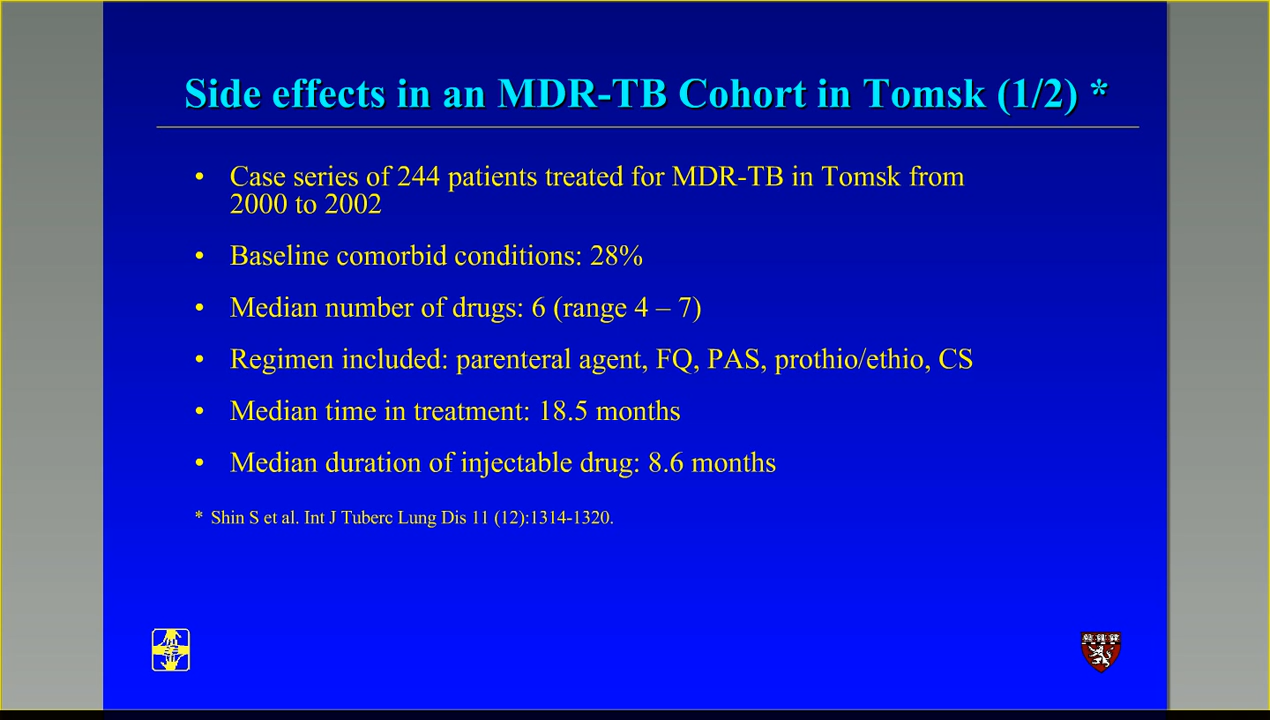 Side effects in an MDR-TB Cohort in Tomsk (1/2) *
• Case series of 244 patients treated for MDR-TB in Tomsk from
2000 to 2002
• Baseline comorbid conditions: 28%
• Median number of drugs: 6 (range 4 – 7)
• Regimen included: parenteral agent, FQ, PAS, prothio/ethio, CS
• Median time in treatment: 18.5 months
• Median duration of injectable drug: 8.6 months
* Shin S et al. Int J Tuberc Lung Dis 11 (12):1314-1320.